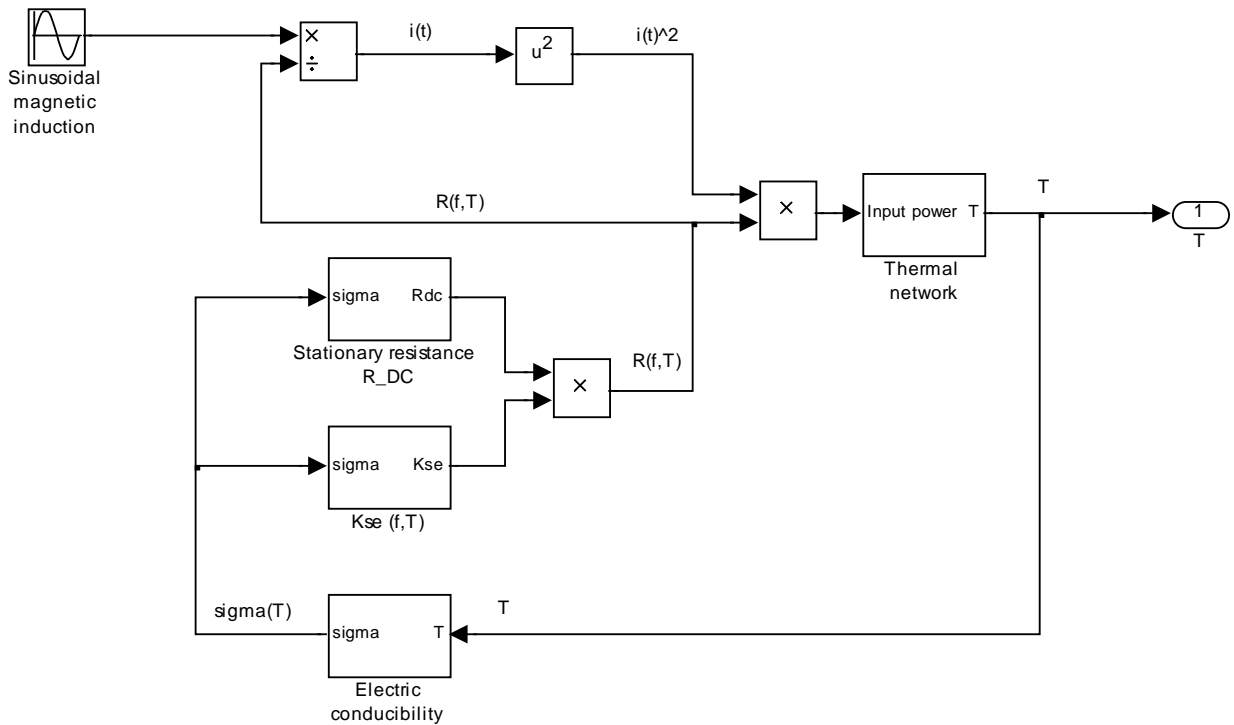 Sinusoidal
magnetic
induction
×
÷
i(t)
u²
i(t)^2
R(f,T)
×
Input power T
Thermal
network
T
1
T
sigma Rdc
Stationary resistance
R_DC
×
R(f,T)
sigma Kse
Kse (f,T)
sigma(T)
sigma T
Electric
conducibility
T